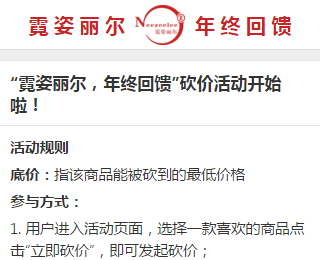 霓姿丽尔 Neezeelee® 霓姿丽尔 年终回馈
“霓姿丽尔，年终回馈”砍价活动开始
啦！
活动规则
底价：指该商品能被砍到的最低价格
参与方式：
1. 用户进入活动页面，选择一款喜欢的商品点
击“立即砍价”，即可发起砍价；